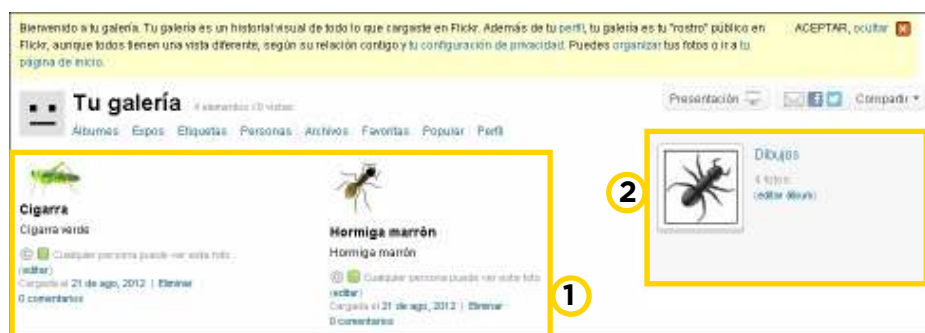 Bienvenido a tu galería. Tu galería es un historial visual de todo lo que cargaste en Flickr. Además de tu perfil, tu galería es tu "rostro" público en
Flickr, aunque todos tienen una vista diferente, según su relación contigo y tu configuración de privacidad. Puedes organizar tus fotos o ir a tu
página de inicio.
ACEPTAR, ocultar
Tu galería 4 elementos / 0 visitas
Presentación
Compartir
Álbumes Expos Etiquetas Personas Archivos Favoritas Popular Perfil
Cigarra
Cigarra verde
Cualquier persona puede ver esta foto
(editar)
Cargada el 21 de ago, 2012 | Eliminar
0 comentarios
Hormiga marrón
Hormiga marrón
Cualquier persona puede ver esta foto
(editar)
Cargada el 21 de ago, 2012 | Eliminar
0 comentarios
1
2
Dibujos
4 fotos
(editar álbum)